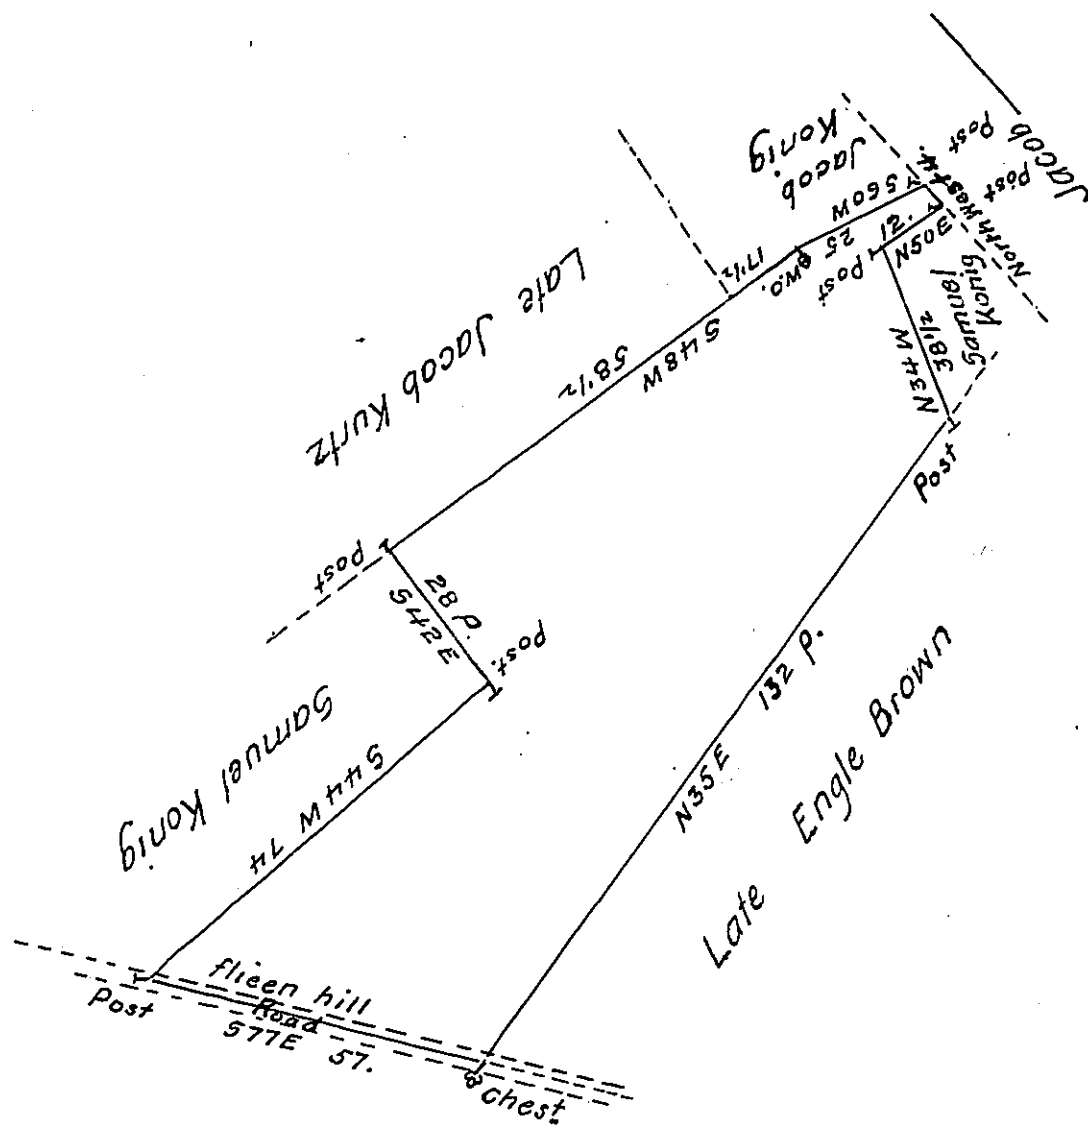 Jacob
Post
Post
North West 4.
Jacob
Konig
S60W
25
N50E
12.
Post
W.O.
17 1/2
Samuel
Konig
N34W
38 1/2
Late Jacob Kurtz
S48W
58 1/2
Post
Post
28 p.
S42E
Post.
N35E 132 p.
Samuel Konig
S44W 74
Late Engle Brown
flieen hill
Road
S77E 57.
Post
Chest.